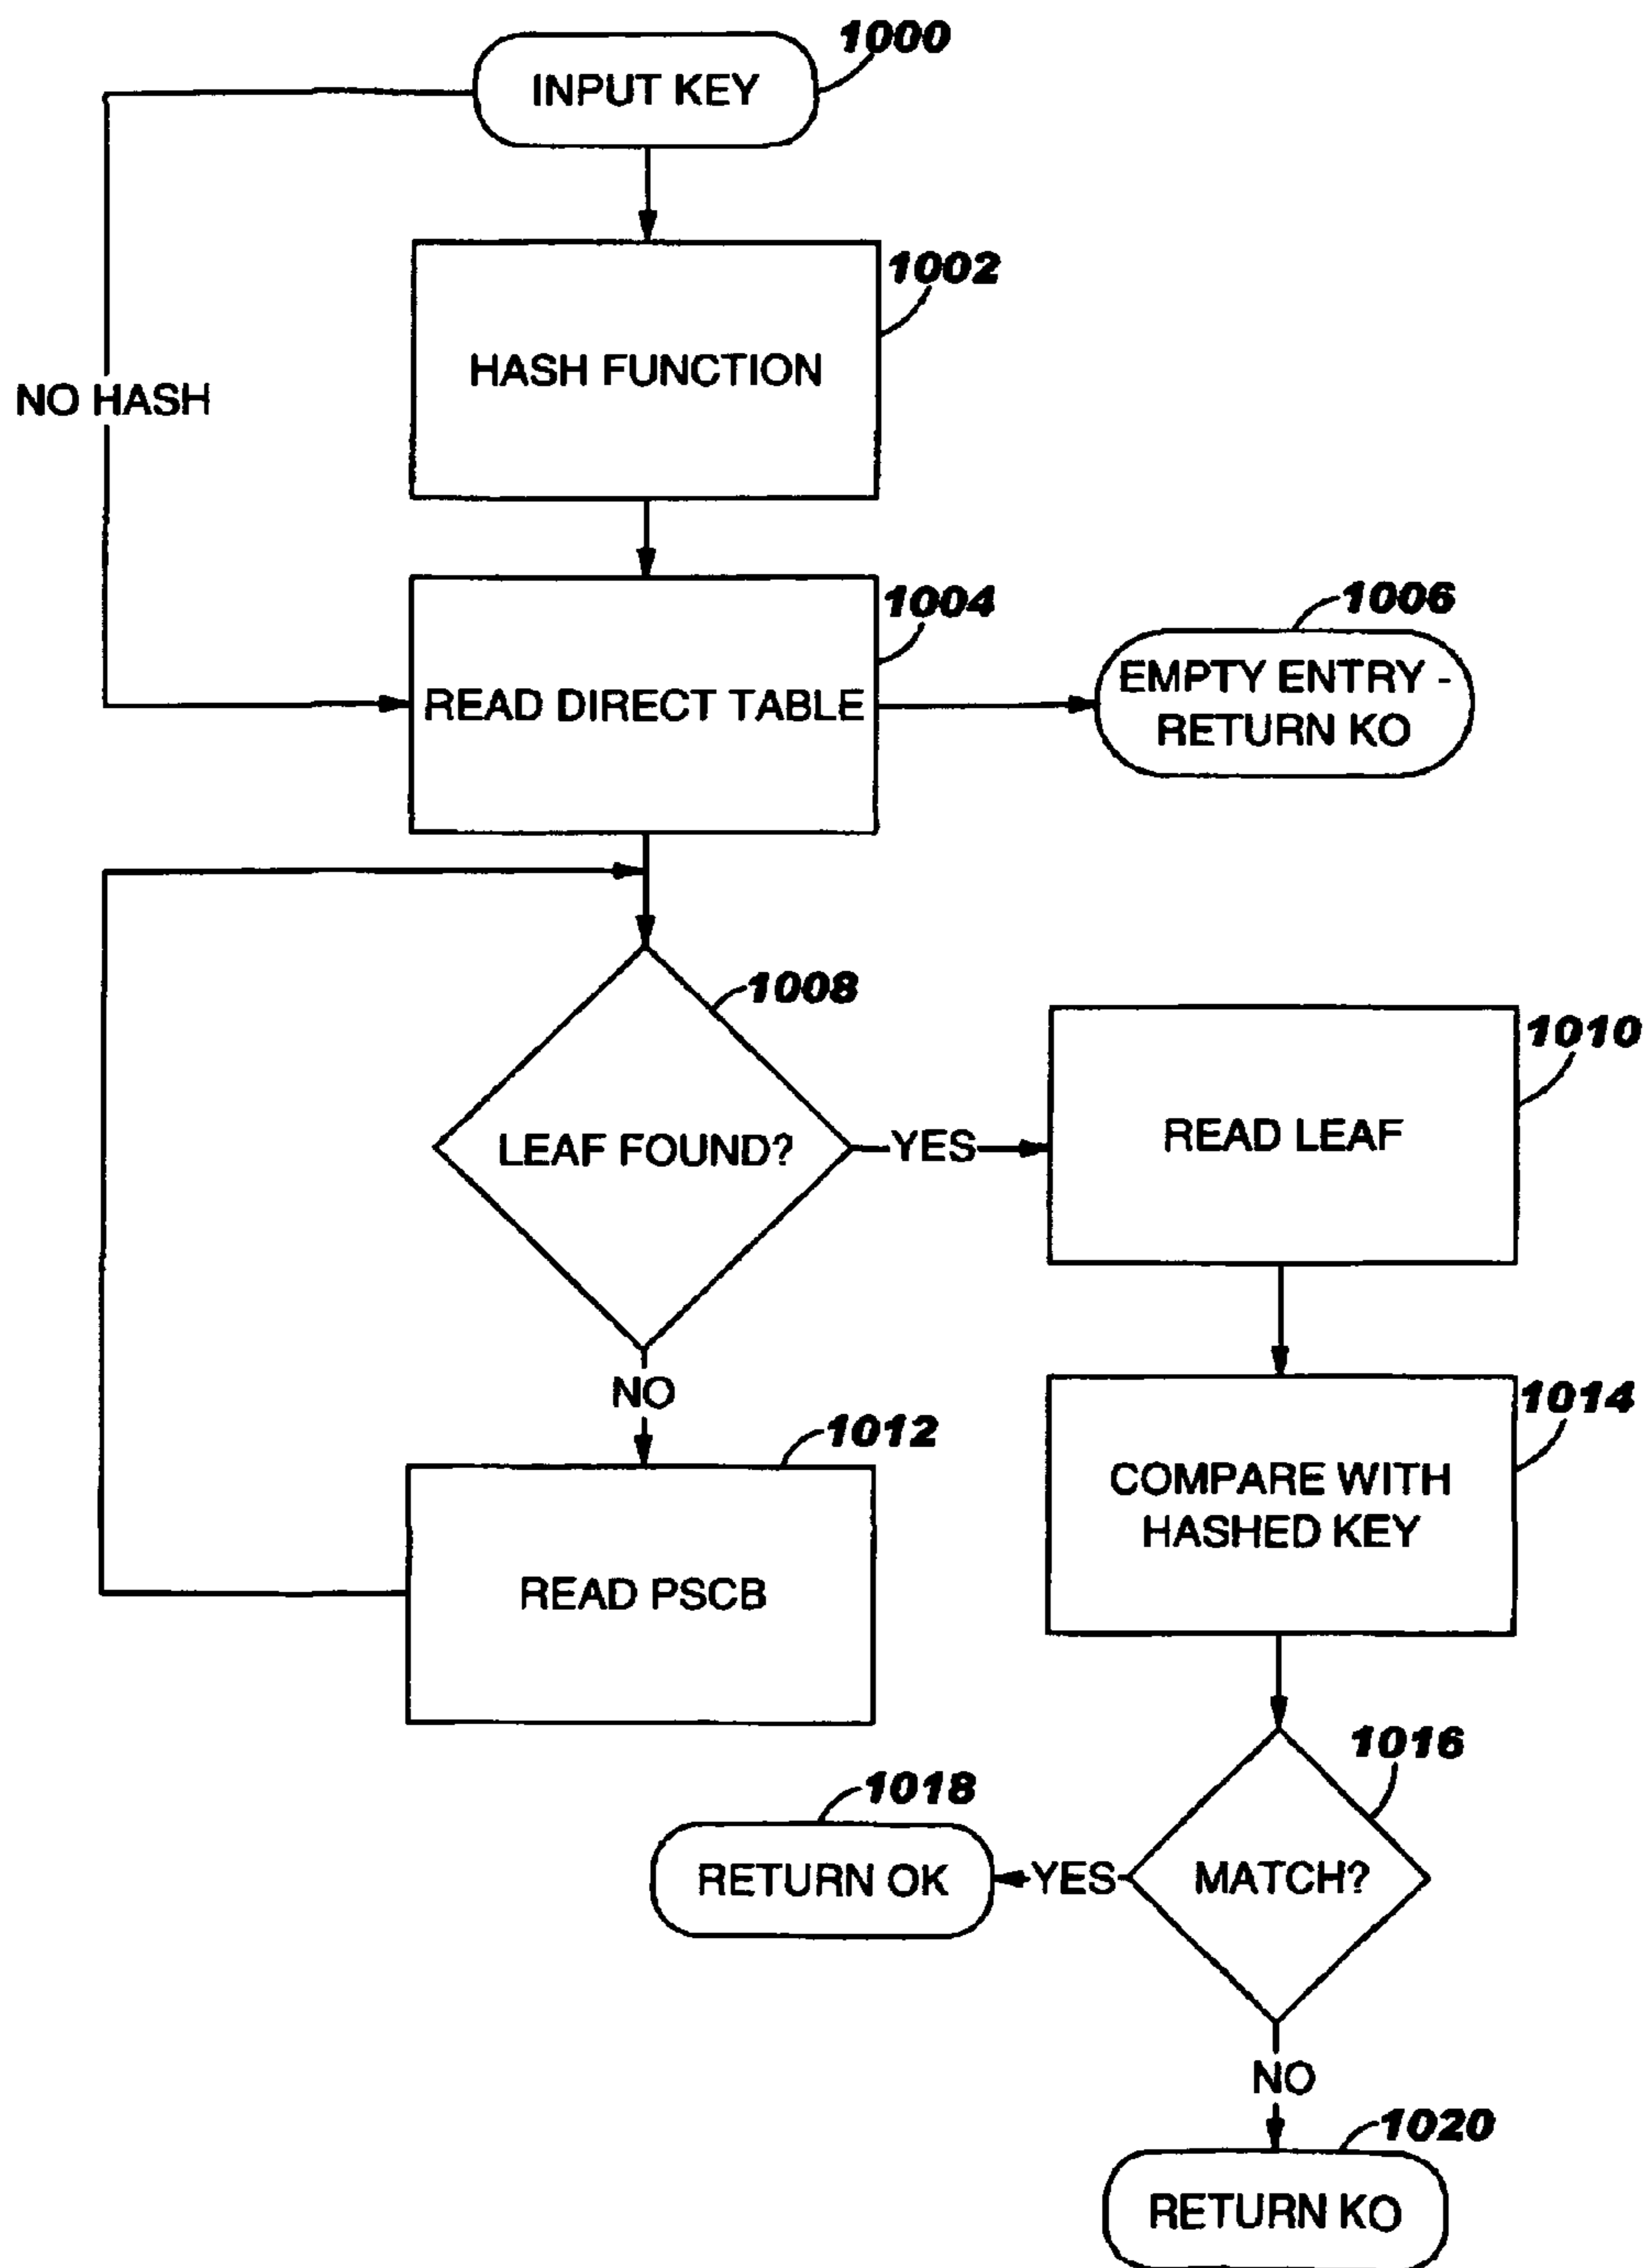 1000
INPUT KEY
1002
HASH FUNCTION
NO HASH
1004
READ DIRECT TABLE
1006
EMPTY ENTRY -
RETURN KO
1008
LEAF FOUND?
YES
1010
READ LEAF
NO
1012
READ PSCB
1014
COMPARE WITH
HASHED KEY
1016
MATCH?
YES
1018
RETURN OK
NO
1020
RETURN KO